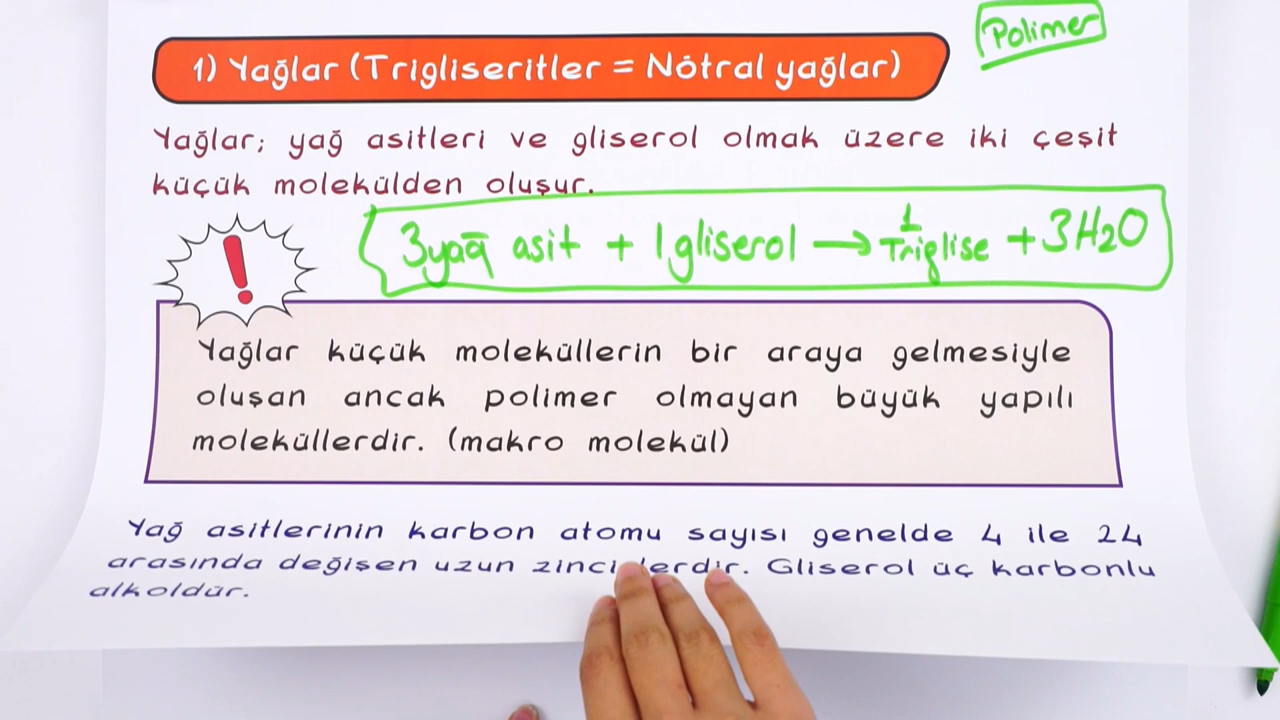 Polimer
1) Yağlar (Trigliseritler = Nötral yağlar)
Yağlar; yağ asitleri ve gliserol olmak üzere iki çeşit
küçük molekülden oluşur.
3yağ asit + 1gliserol → 1 Triglise + 3H₂O
Yağlar küçük moleküllerin bir araya gelmesiyle
oluşan ancak polimer olmayan büyük yapılı
moleküllerdir. (makro molekül)
Yağ asitlerinin karbon atomu sayısı genelde 4 ile 24
arasında değişen uzun zincirlerdir. Gliserol üç karbonlu
alkoldür.